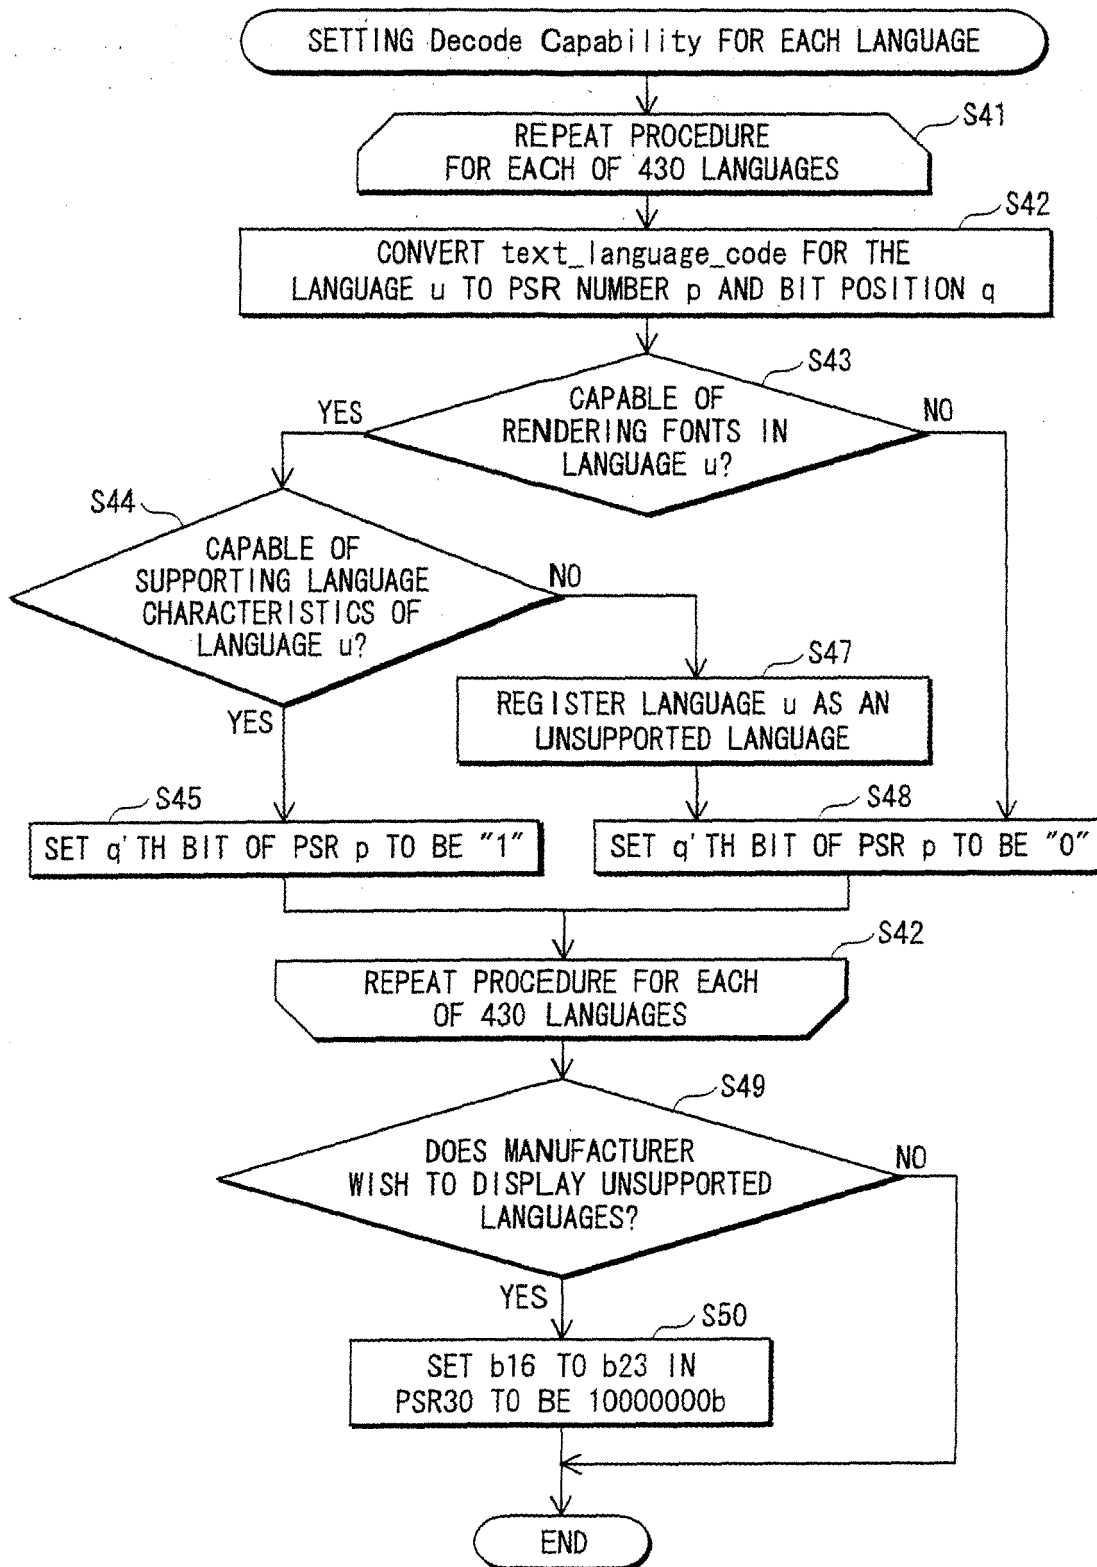 SETTING Decode Capability FOR EACH LANGUAGE
S41
REPEAT PROCEDURE
FOR EACH OF 430 LANGUAGES
S42
CONVERT text_language_code FOR THE
LANGUAGE u TO PSR NUMBER p AND BIT POSITION q
S43
CAPABLE OF
RENDERING FONTS IN
LANGUAGE u?
YES
NO
S44
CAPABLE OF
SUPPORTING LANGUAGE
CHARACTERISTICS OF
LANGUAGE u?
NO
YES
S47
REGISTER LANGUAGE u AS AN
UNSUPPORTED LANGUAGE
S45
SET q'TH BIT OF PSR p TO BE "1"
S48
SET q'TH BIT OF PSR p TO BE "0"
S42
REPEAT PROCEDURE FOR EACH
OF 430 LANGUAGES
S49
DOES MANUFACTURER
WISH TO DISPLAY UNSUPPORTED
LANGUAGES?
NO
YES
S50
SET b16 TO b23 IN
PSR30 TO BE 10000000b
END